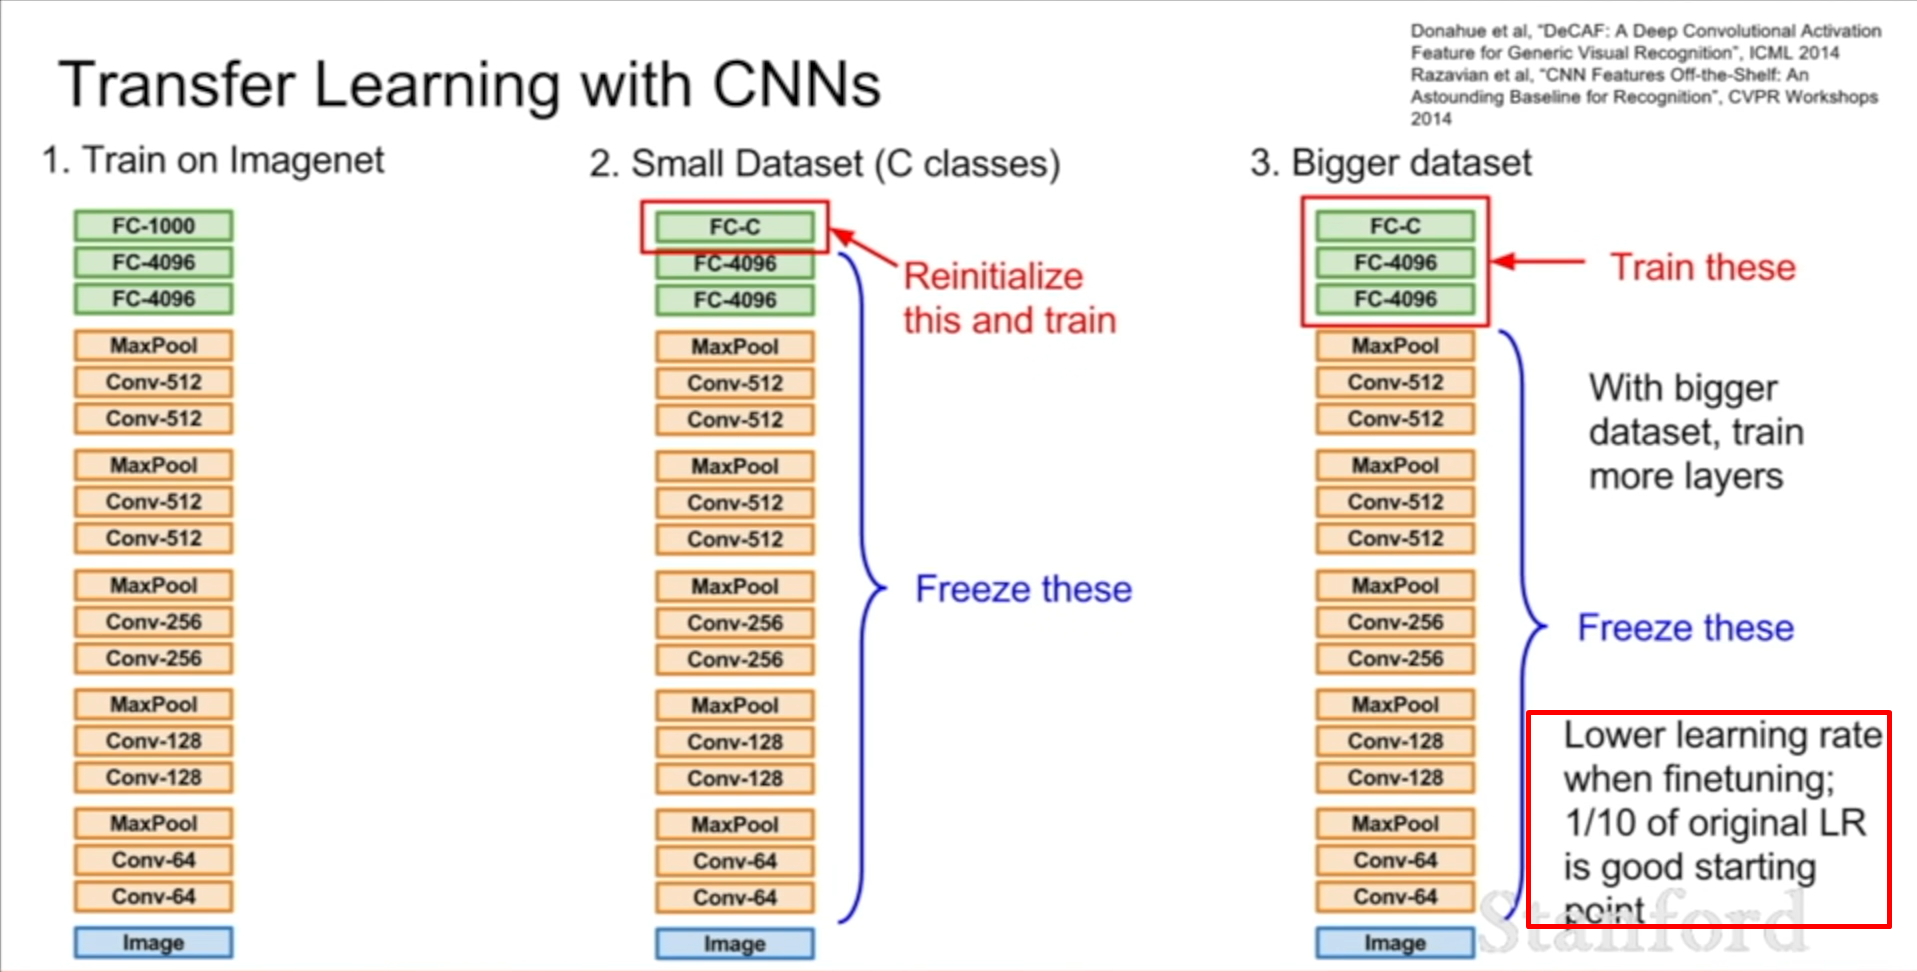 Transfer Learning with CNNs
Donahue et al, "DeCAF: A Deep Convolutional Activation
Feature for Generic Visual Recognition", ICML 2014
Razavian et al, "CNN Features Off-the-Shelf: An
Astounding Baseline for Recognition", CVPR Workshops
2014
1. Train on Imagenet
FC-1000
FC-4096
FC-4096
MaxPool
Conv-512
Conv-512
MaxPool
Conv-512
Conv-512
MaxPool
Conv-256
Conv-256
MaxPool
Conv-128
Conv-128
MaxPool
Conv-64
Conv-64
Image
2. Small Dataset (C classes)
FC-C
FC-4096
FC-4096
MaxPool
Conv-512
Conv-512
MaxPool
Conv-512
Conv-512
MaxPool
Conv-256
Conv-256
MaxPool
Conv-128
Conv-128
MaxPool
Conv-64
Conv-64
Image
Reinitialize
this and train
Freeze these
3. Bigger dataset
FC-C
FC-4096
FC-4096
MaxPool
Conv-512
Conv-512
MaxPool
Conv-512
Conv-512
MaxPool
Conv-256
Conv-256
MaxPool
Conv-128
Conv-128
MaxPool
Conv-64
Conv-64
Image
Train these
With bigger
dataset, train
more layers
Freeze these
Lower learning rate
when finetuning;
1/10 of original LR
is good starting
point
Stanford